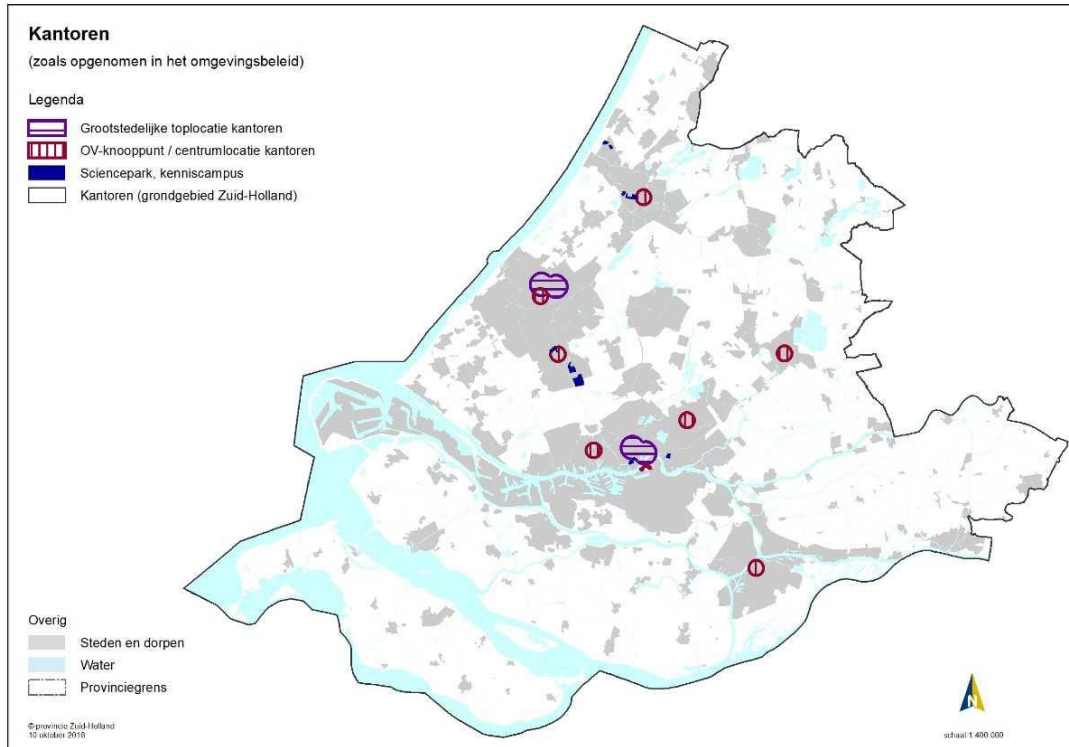 Kantoren
(zoals opgenomen in het omgevingsbeleid)
Legenda
Grootstedelijke toplocatie kantoren
OV-knooppunt / centrumlocatie kantoren
Sciencepark, kenniscampus
Kantoren (grondgebied Zuid-Holland)
Overig
Steden en dorpen
Water
Provinciegrens
© provincie Zuid-Holland
10 oktober 2018
N
schaal 1:400.000